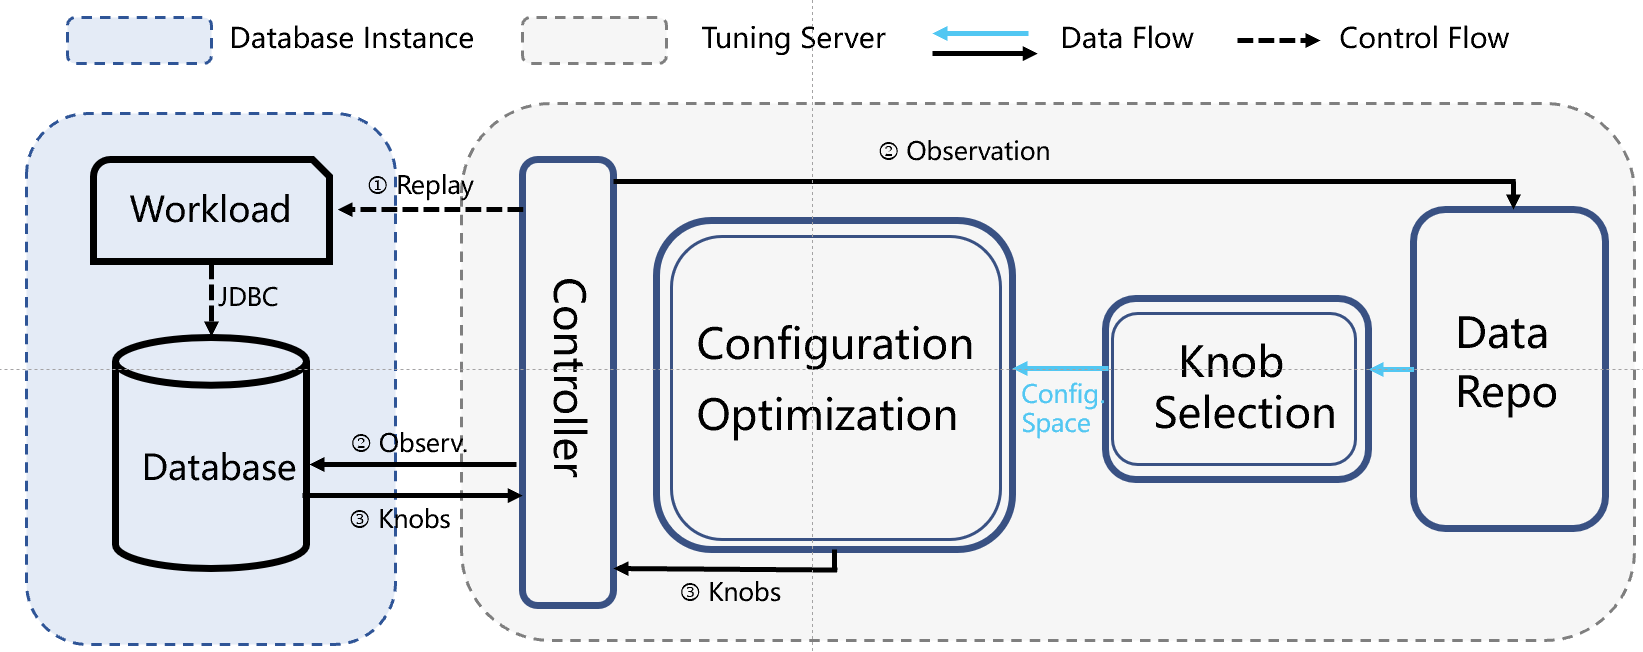 Database Instance
Tuning Server
Data Flow
Control Flow
② Observation
① Replay
Workload
JDBC
Controller
Configuration
Optimization
Config.
Space
Knob
Selection
Data
Repo
② Observ.
Database
③ Knobs
③ Knobs